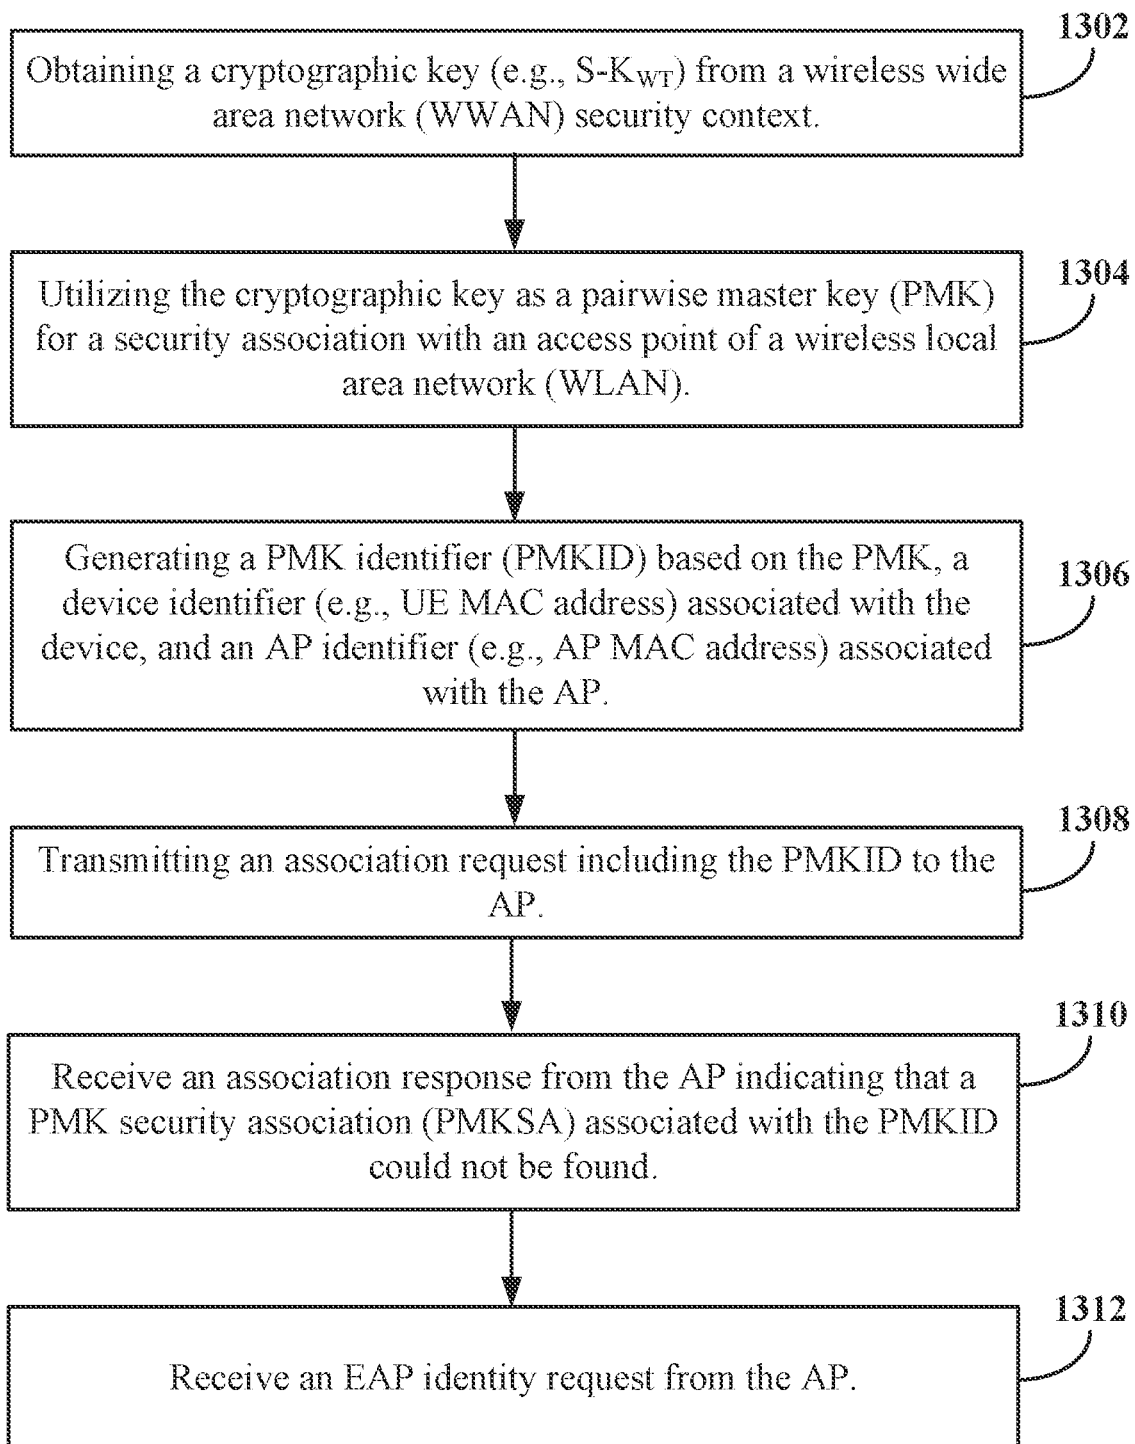 1302
Obtaining a cryptographic key (e.g., S-K_WT) from a wireless wide
area network (WWAN) security context.
1304
Utilizing the cryptographic key as a pairwise master key (PMK)
for a security association with an access point of a wireless local
area network (WLAN).
1306
Generating a PMK identifier (PMKID) based on the PMK, a
device identifier (e.g., UE MAC address) associated with the
device, and an AP identifier (e.g., AP MAC address) associated
with the AP.
1308
Transmitting an association request including the PMKID to the
AP.
1310
Receive an association response from the AP indicating that a
PMK security association (PMKSA) associated with the PMKID
could not be found.
1312
Receive an EAP identity request from the AP.